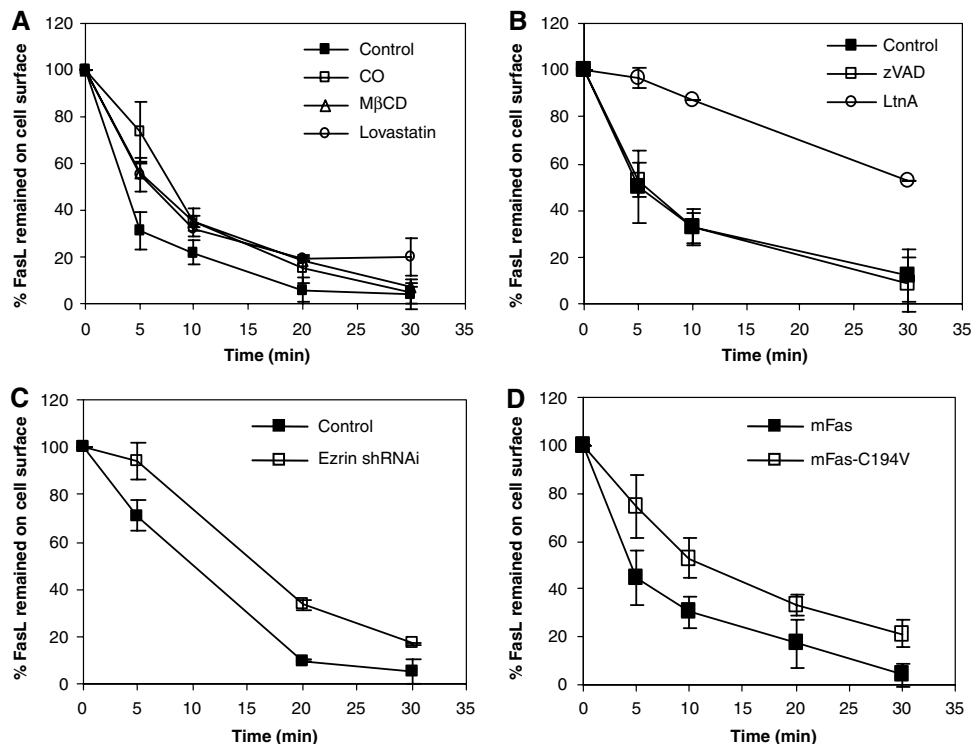 A
% FasL remained on cell surface
120
100
80
60
40
20
0
Control
CO
MβCD
Lovastatin
0 5 10 15 20 25 30 35
Time (min)
B
% FasL remained on cell surface
120
100
80
60
40
20
0
Control
zVAD
LtnA
0 5 10 15 20 25 30 35
Time (min)
C
% FasL remained on cell surface
120
100
80
60
40
20
0
Control
Ezrin shRNAi
0 5 10 15 20 25 30 35
Time (min)
D
% FasL remained on cell surface
120
100
80
60
40
20
0
mFas
mFas-C194V
0 5 10 15 20 25 30 35
Time (min)